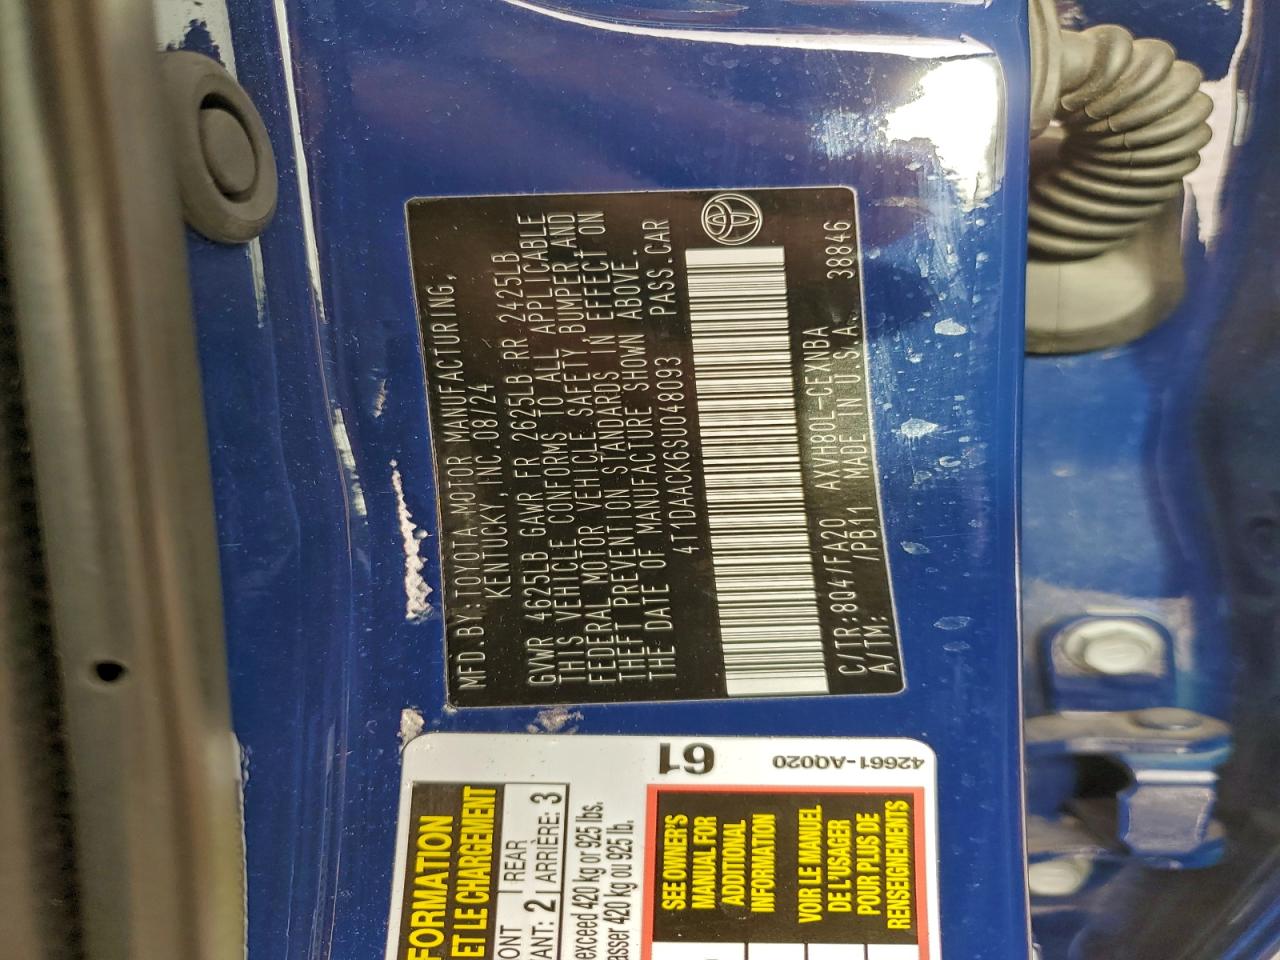 MFD.BY:TOYOTA MOTOR MANUFACTURING,
KENTUCKY, INC.08/24
GVWR 4625LB GAWR FR 2625LB RR 2425LB
THIS VEHICLE CONFORMS TO ALL APPLICABLE
FEDERAL MOTOR VEHICLE SAFETY,BUMPER,AND
THEFT PREVENTION STANDARDS IN EFFECT ON
THE DATE OF MANUFACTURE SHOWN ABOVE.
4T1DAACK6SU048093 PASS.CAR
C/TR:8047/FA20 AXVH80L-CEXNBA
A/TM: /PB11 MADE IN U.S.A. 38846
61
42661-AQ020
FORMATION
ET LE CHARGEMENT
ONT REAR
VANT: 2 ARRIÈRE: 3
exceed 420 kg or 925 lbs.
asser 420 kg ou 925 lb.
SEE OWNER'S
MANUAL FOR
ADDITIONAL
INFORMATION
VOIR LE MANUEL
DE L'USAGER
POUR PLUS DE
RENSEIGNEMENTS